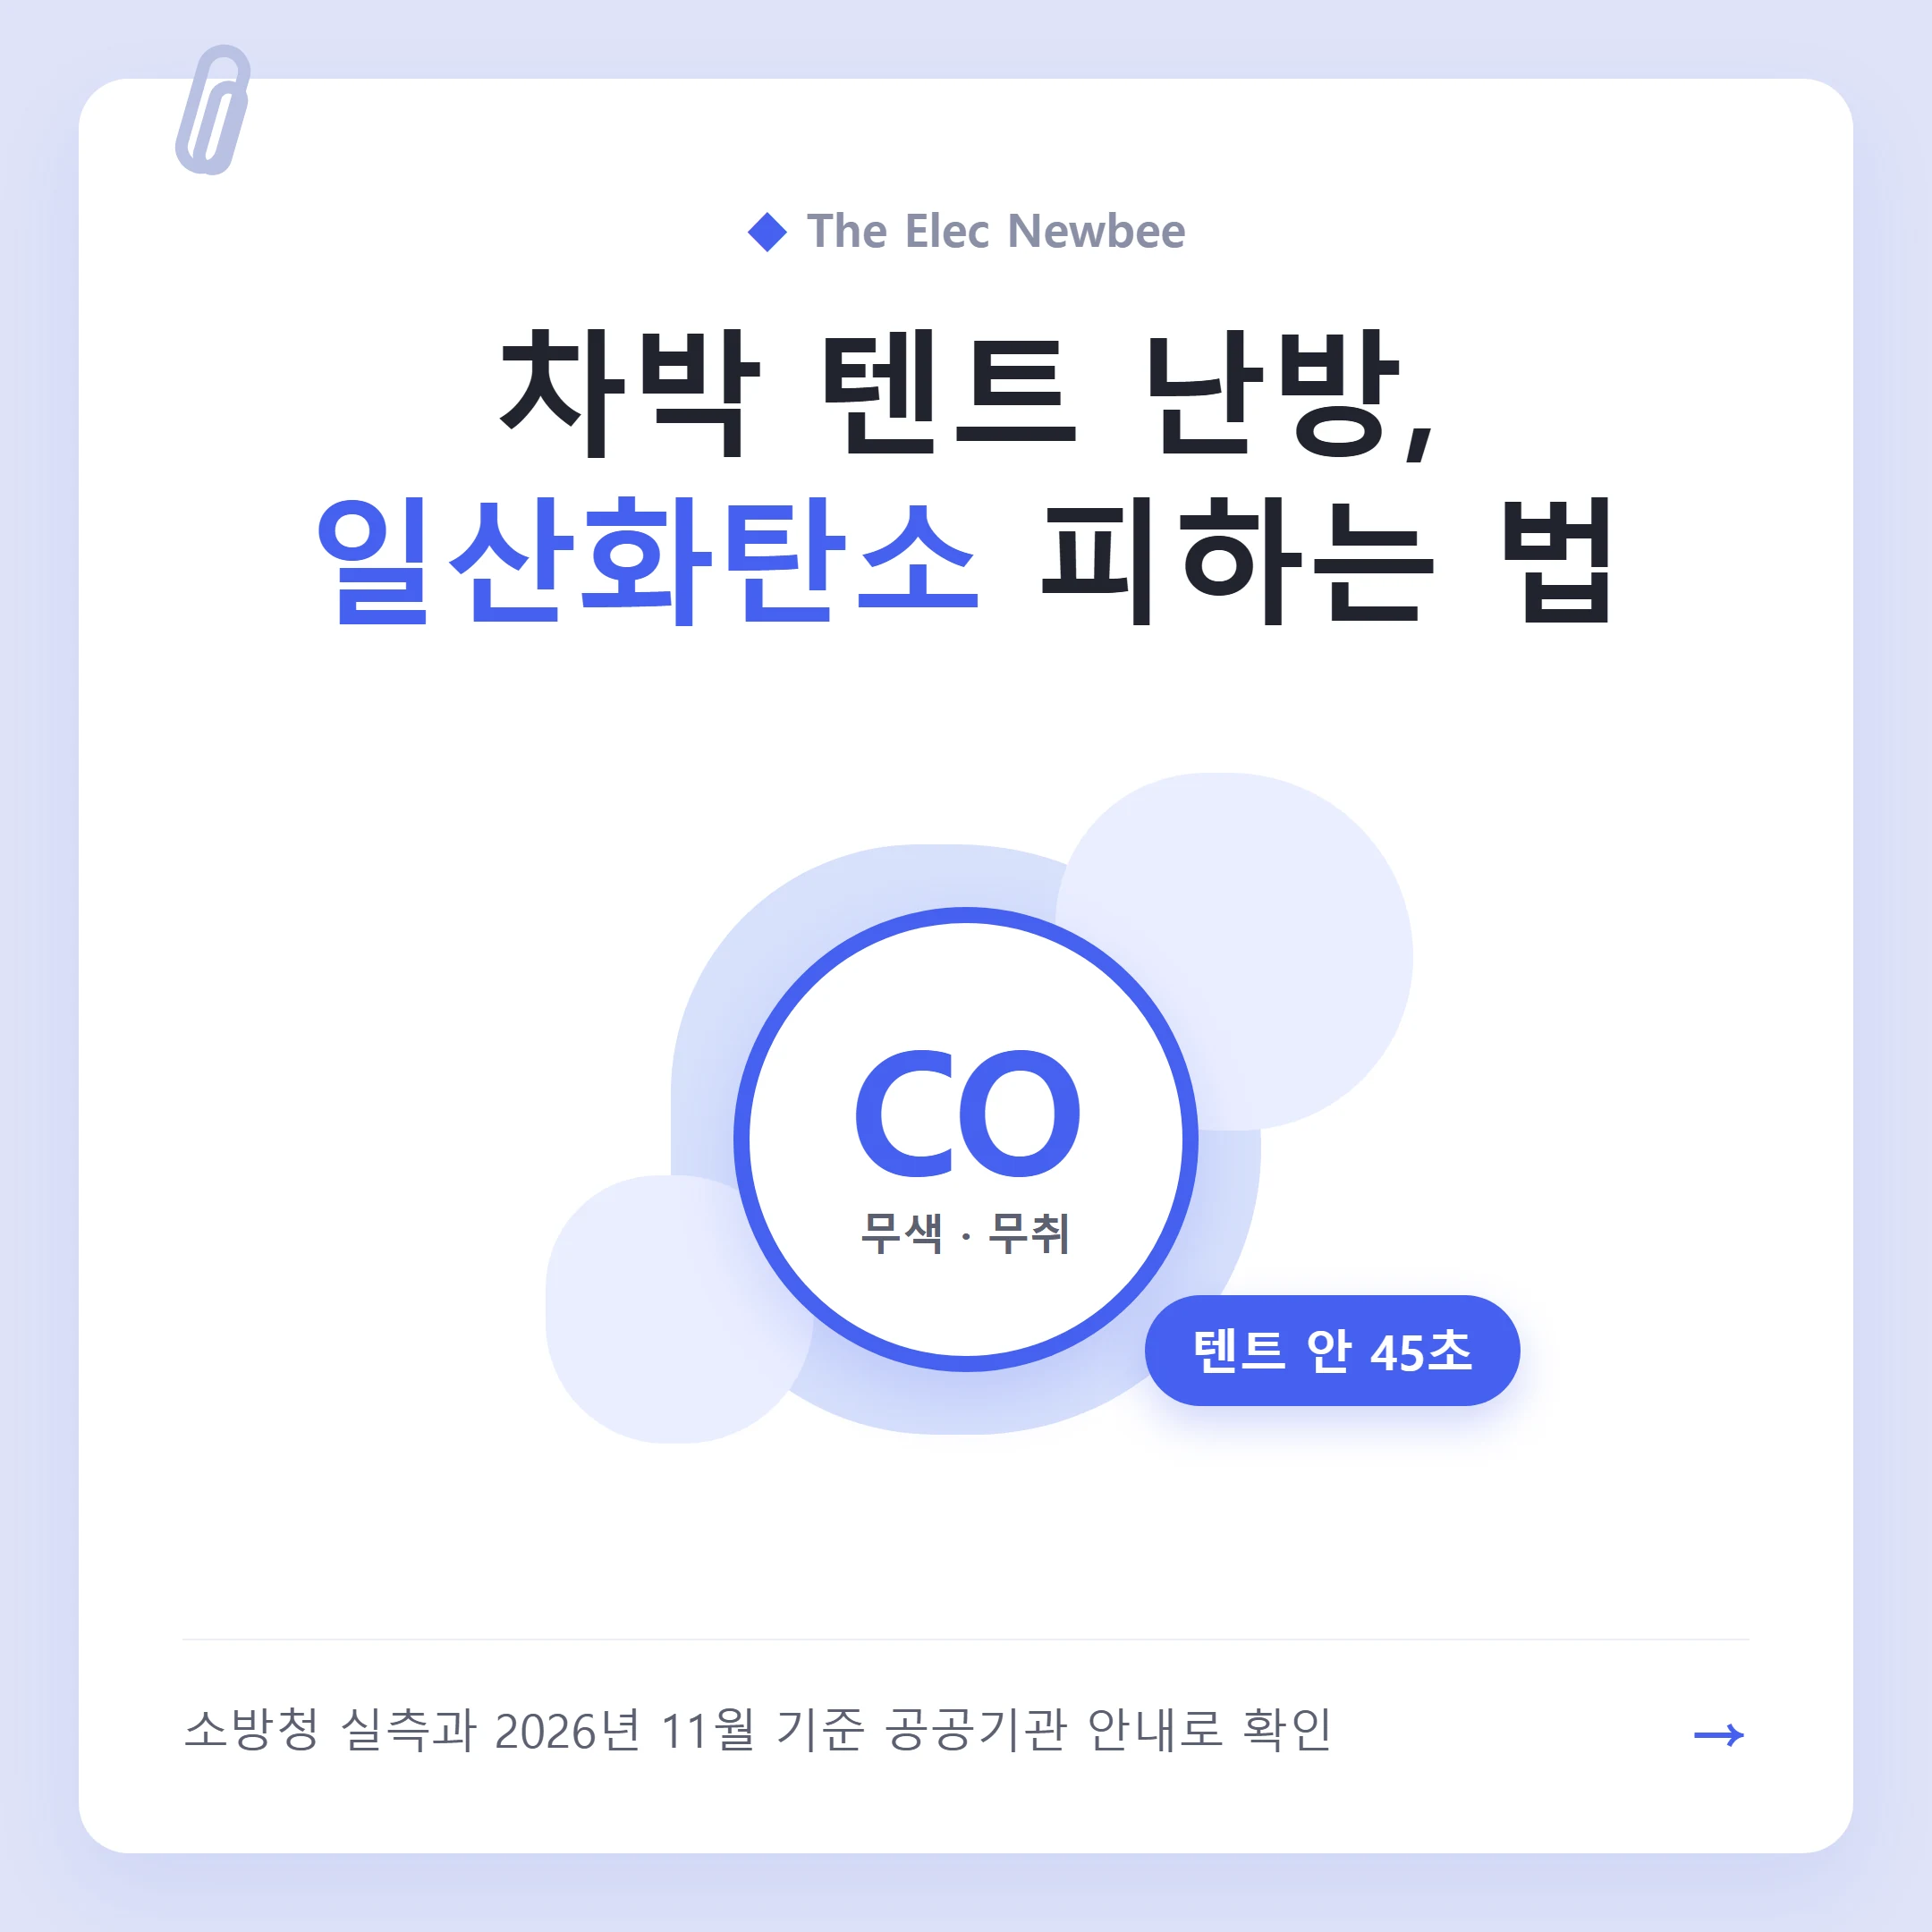 The Elec Newbee
차박 텐트 난방,
일산화탄소 피하는 법
CO
무색 · 무취
텐트 안 45초
소방청 실측과 2026년 11월 기준 공공기관 안내로 확인
→